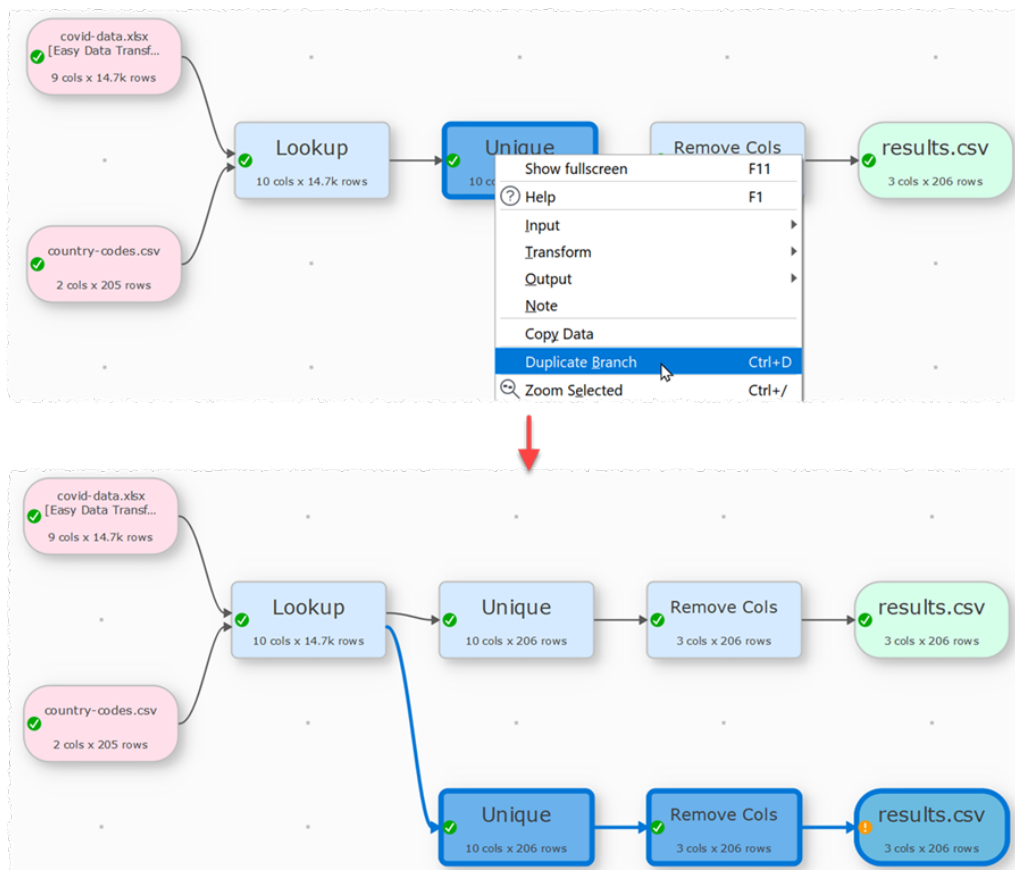 covid-data.xlsx
[Easy Data Transf...
9 cols x 14.7k rows
Lookup
10 cols x 14.7k rows
Unique
10 co
Remove Cols
results.csv
3 cols x 206 rows
country-codes.csv
2 cols x 205 rows
Show fullscreen F11
Help F1
Input
Transform
Output
Note
Copy Data
Duplicate Branch Ctrl+D
Zoom Selected Ctrl+/
covid-data.xlsx
[Easy Data Transf...
9 cols x 14.7k rows
Lookup
10 cols x 14.7k rows
Unique
10 cols x 206 rows
Remove Cols
3 cols x 206 rows
results.csv
3 cols x 206 rows
country-codes.csv
2 cols x 205 rows
Unique
10 cols x 206 rows
Remove Cols
3 cols x 206 rows
results.csv
3 cols x 206 rows